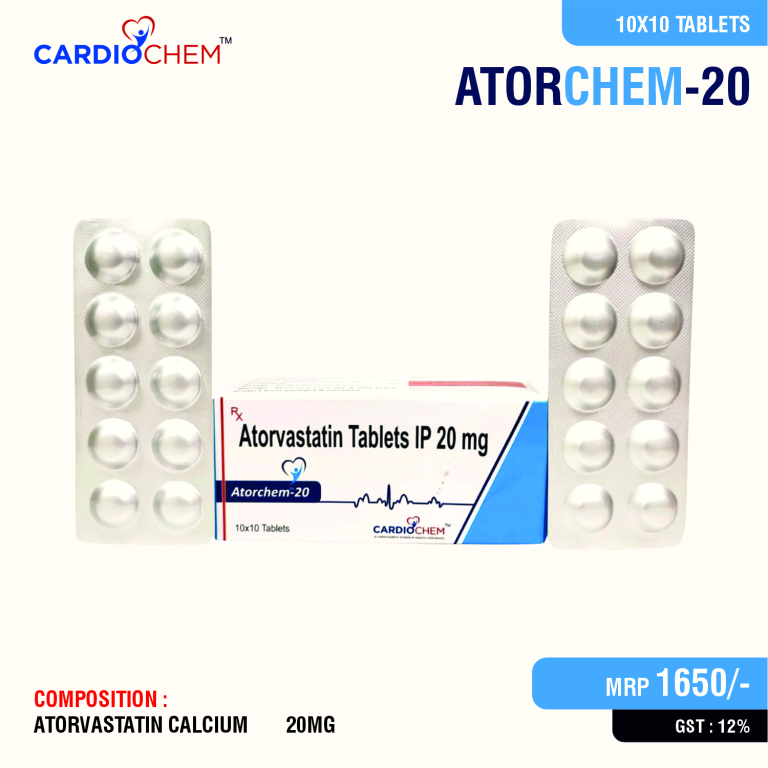 CARDIOCHEM™
10X10 TABLETS
ATORCHEM-20
Rx
Atorvastatin Tablets IP 20 mg
Atorchem-20
10x10 Tablets
CARDIOCHEM™
COMPOSITION :
ATORVASTATIN CALCIUM 20MG
MRP 1650/-
GST : 12%